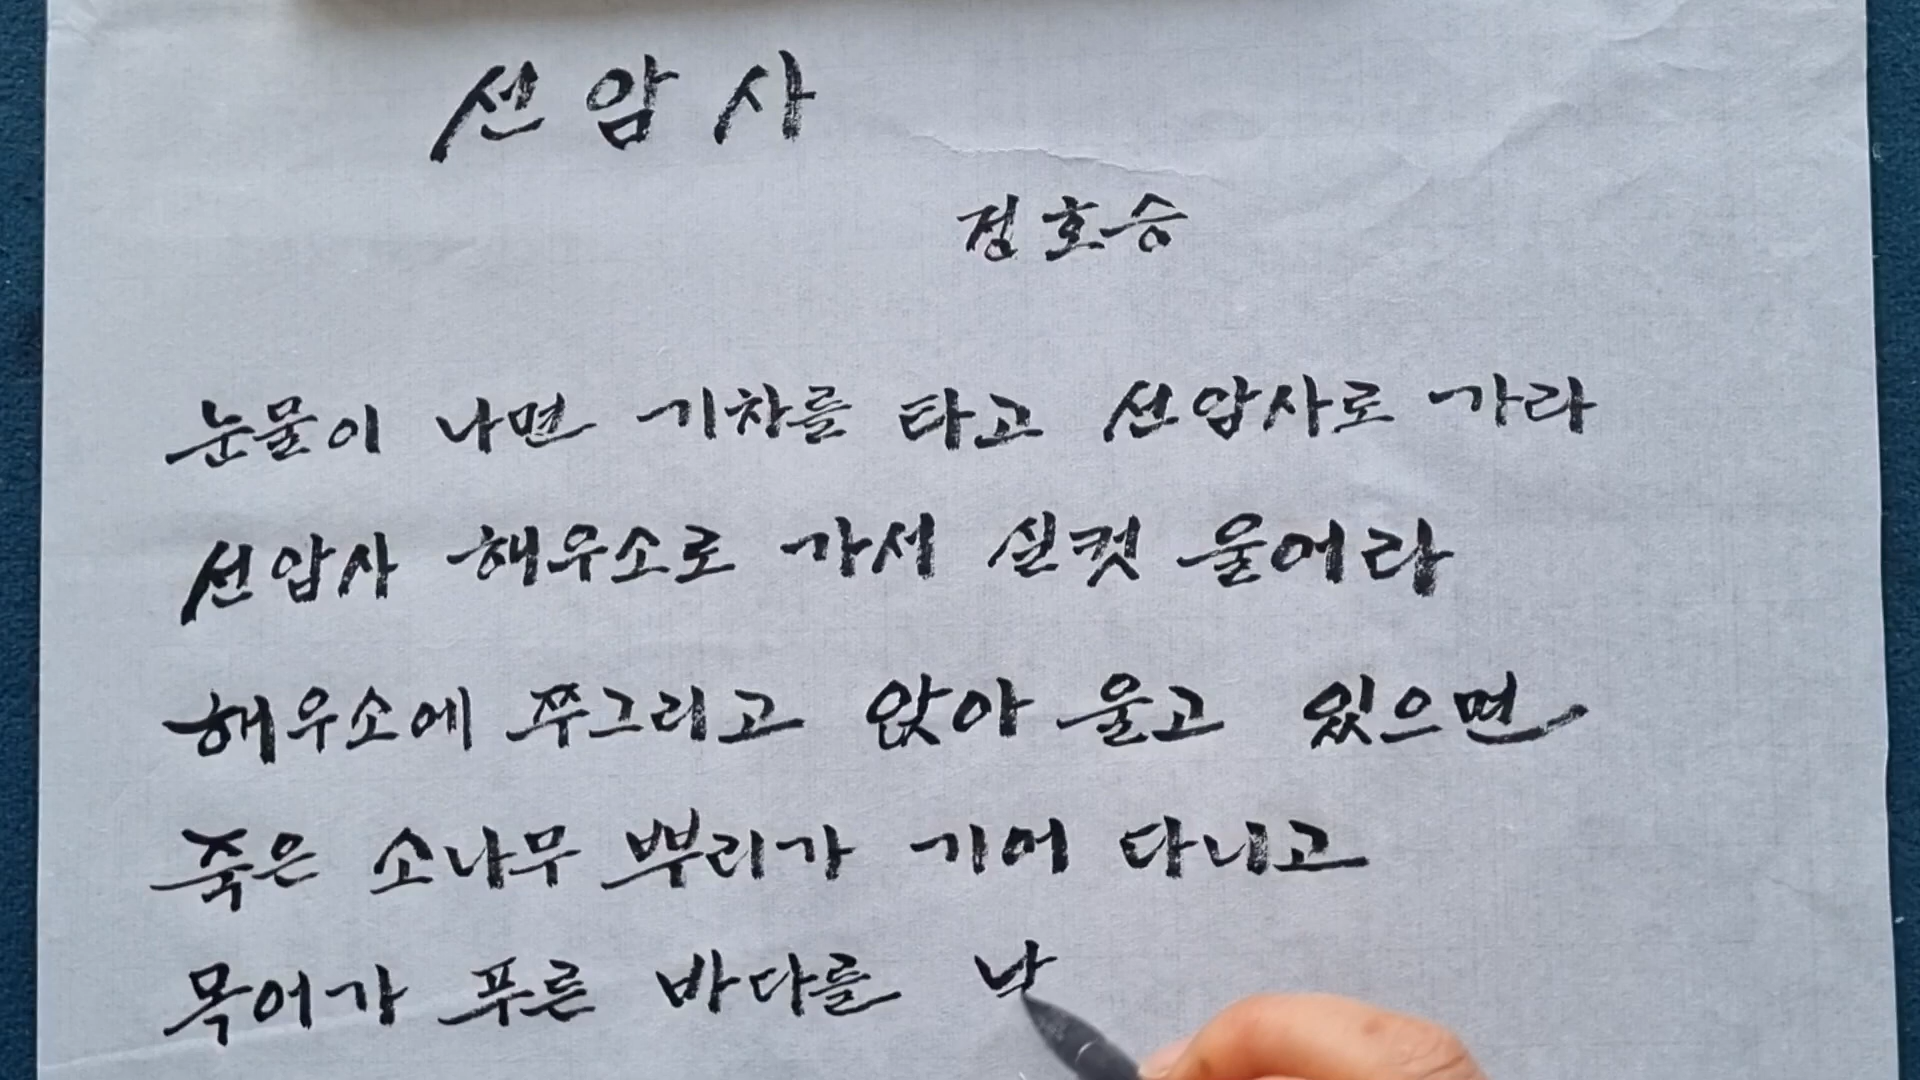 선암사
정호승
눈물이 나면 기차를 타고 선암사로 가라
선암사 해우소로 가서 실컷 울어라
해우소에 쭈그리고 앉아 울고 있으면
죽은 소나무 뿌리가 기어 다니고
목어가 푸른 바다를 나